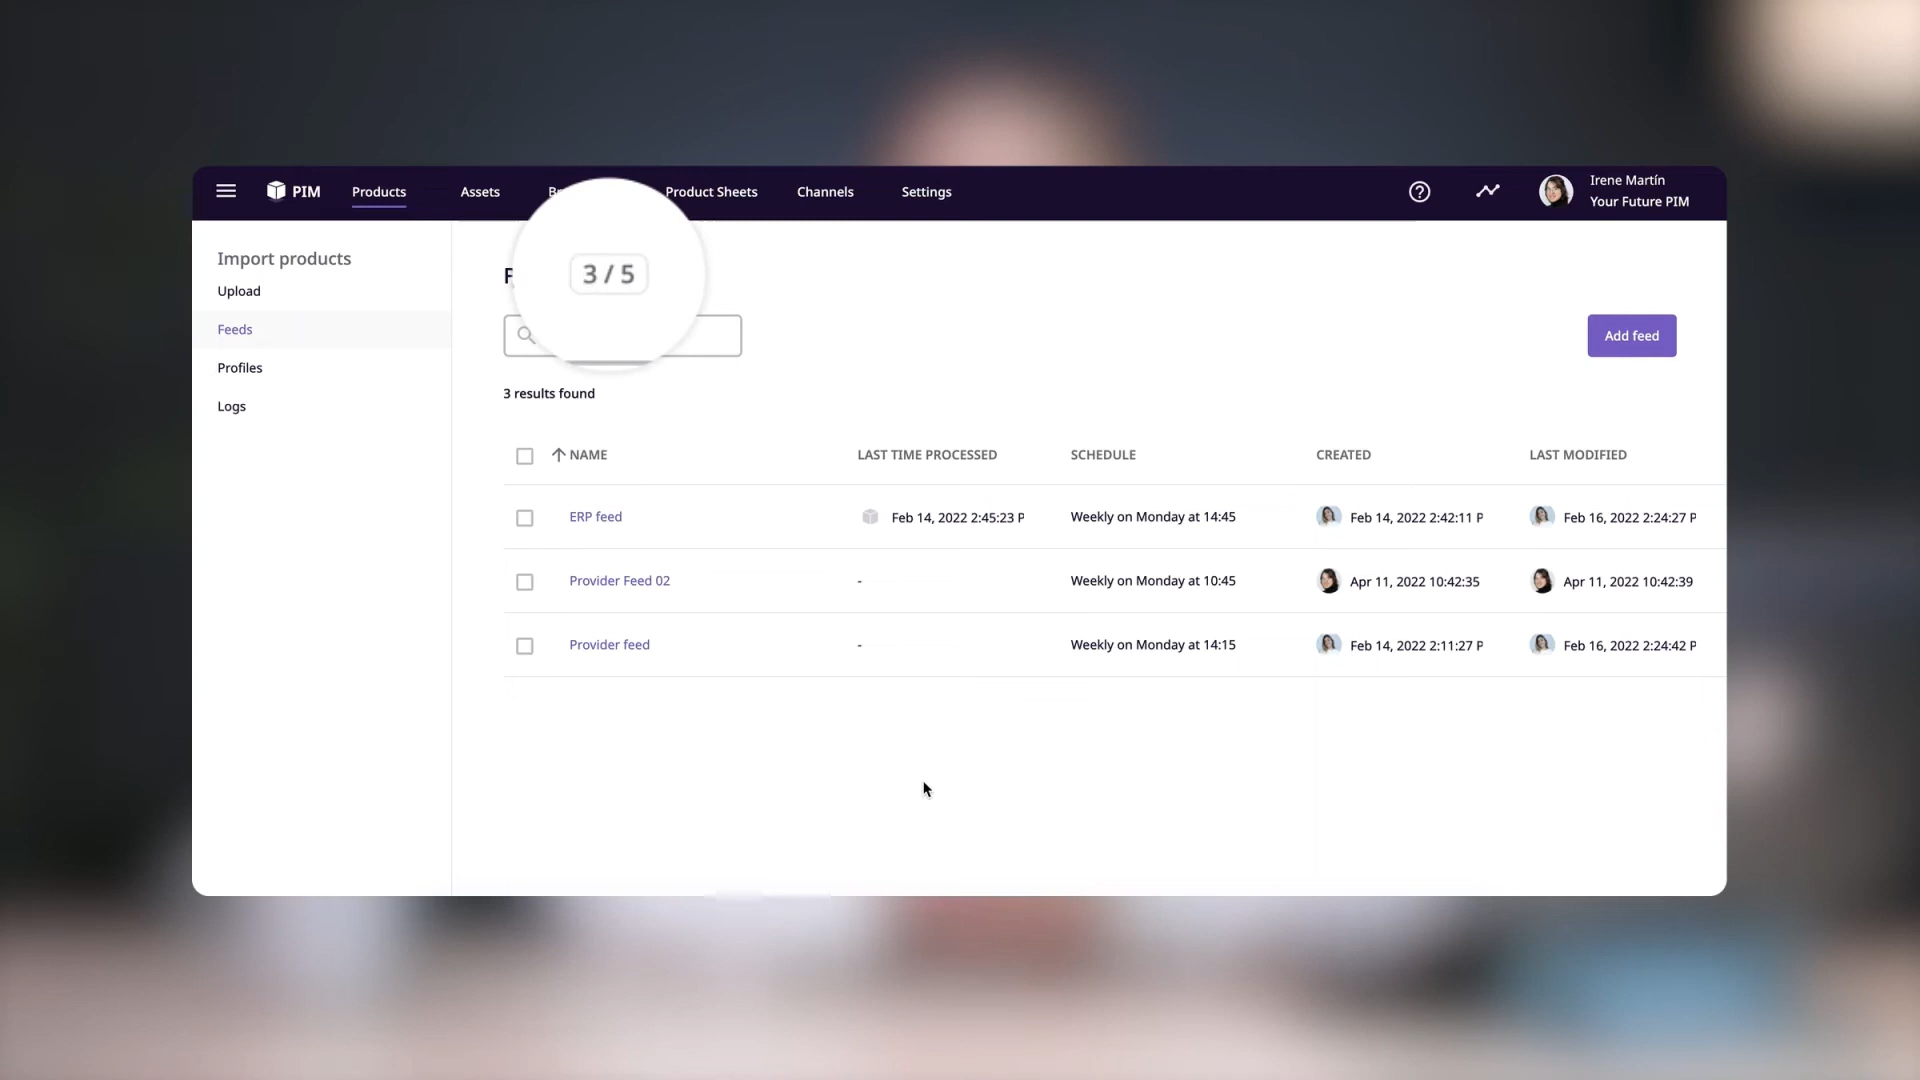 PIM
Products
Assets
Product Sheets
Channels
Settings
Irene Martín
Your Future PIM
Import products
Upload
Feeds
Profiles
Logs
3 / 5
Add feed
3 results found
NAME
LAST TIME PROCESSED
SCHEDULE
CREATED
LAST MODIFIED
ERP feed
Feb 14, 2022 2:45:23 P
Weekly on Monday at 14:45
Feb 14, 2022 2:42:11 P
Feb 16, 2022 2:24:27 P
Provider Feed 02
-
Weekly on Monday at 10:45
Apr 11, 2022 10:42:35
Apr 11, 2022 10:42:39
Provider feed
-
Weekly on Monday at 14:15
Feb 14, 2022 2:11:27 P
Feb 16, 2022 2:24:42 P